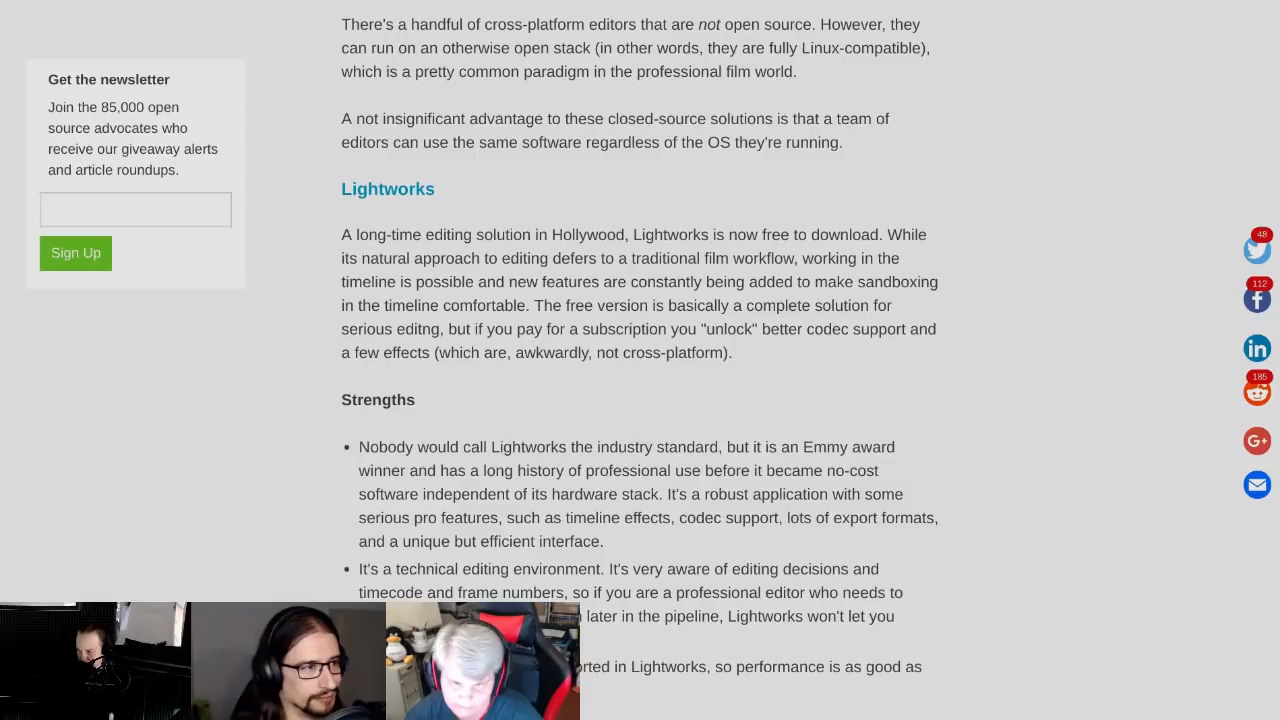 There's a handful of cross-platform editors that are not open source. However, they
can run on an otherwise open stack (in other words, they are fully Linux-compatible),
which is a pretty common paradigm in the professional film world.
Get the newsletter
Join the 85,000 open
source advocates who
receive our giveaway alerts
and article roundups.
Sign Up
A not insignificant advantage to these closed-source solutions is that a team of
editors can use the same software regardless of the OS they're running.
Lightworks
A long-time editing solution in Hollywood, Lightworks is now free to download. While
its natural approach to editing defers to a traditional film workflow, working in the
timeline is possible and new features are constantly being added to make sandboxing
in the timeline comfortable. The free version is basically a complete solution for
serious editng, but if you pay for a subscription you "unlock" better codec support and
a few effects (which are, awkwardly, not cross-platform).
Strengths
• Nobody would call Lightworks the industry standard, but it is an Emmy award
winner and has a long history of professional use before it became no-cost
software independent of its hardware stack. It's a robust application with some
serious pro features, such as timeline effects, codec support, lots of export formats,
and a unique but efficient interface.
• It's a technical editing environment. It's very aware of editing decisions and
timecode and frame numbers, so if you are a professional editor who needs to
later in the pipeline, Lightworks won't let you
in Lightworks, so performance is as good as
48
112
in
185
G+